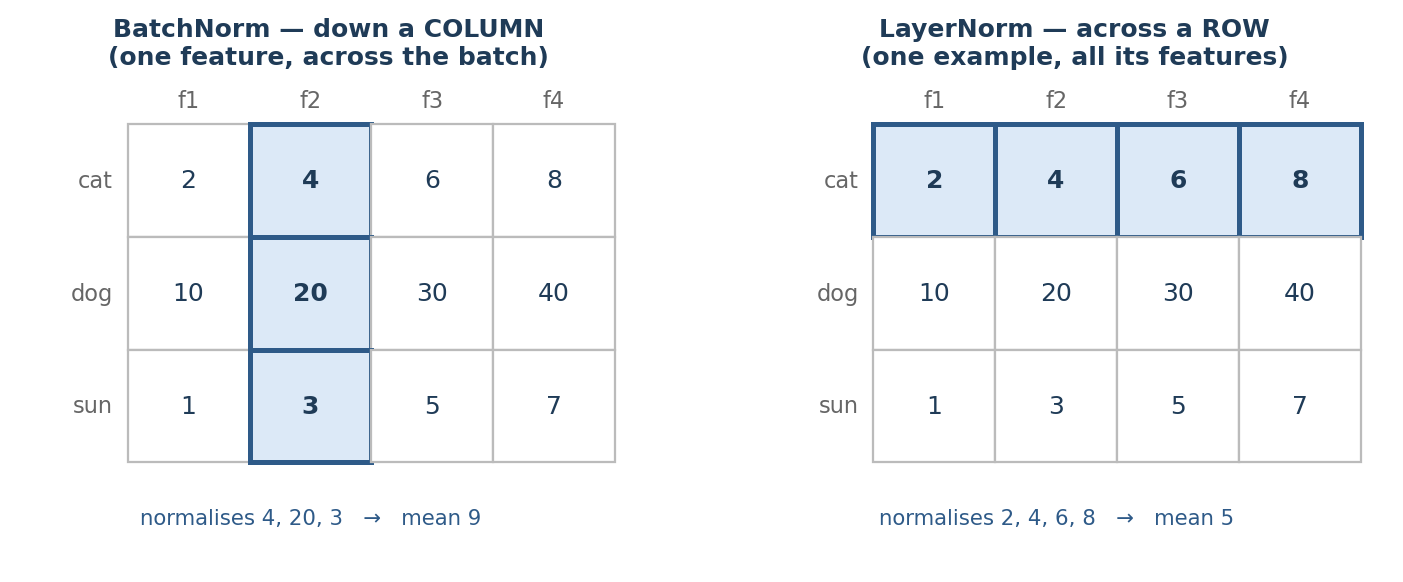 BatchNorm — down a COLUMN
(one feature, across the batch)
f1 f2 f3 f4
cat 2 4 6 8
dog 10 20 30 40
sun 1 3 5 7
normalises 4, 20, 3 → mean 9
LayerNorm — across a ROW
(one example, all its features)
f1 f2 f3 f4
cat 2 4 6 8
dog 10 20 30 40
sun 1 3 5 7
normalises 2, 4, 6, 8 → mean 5